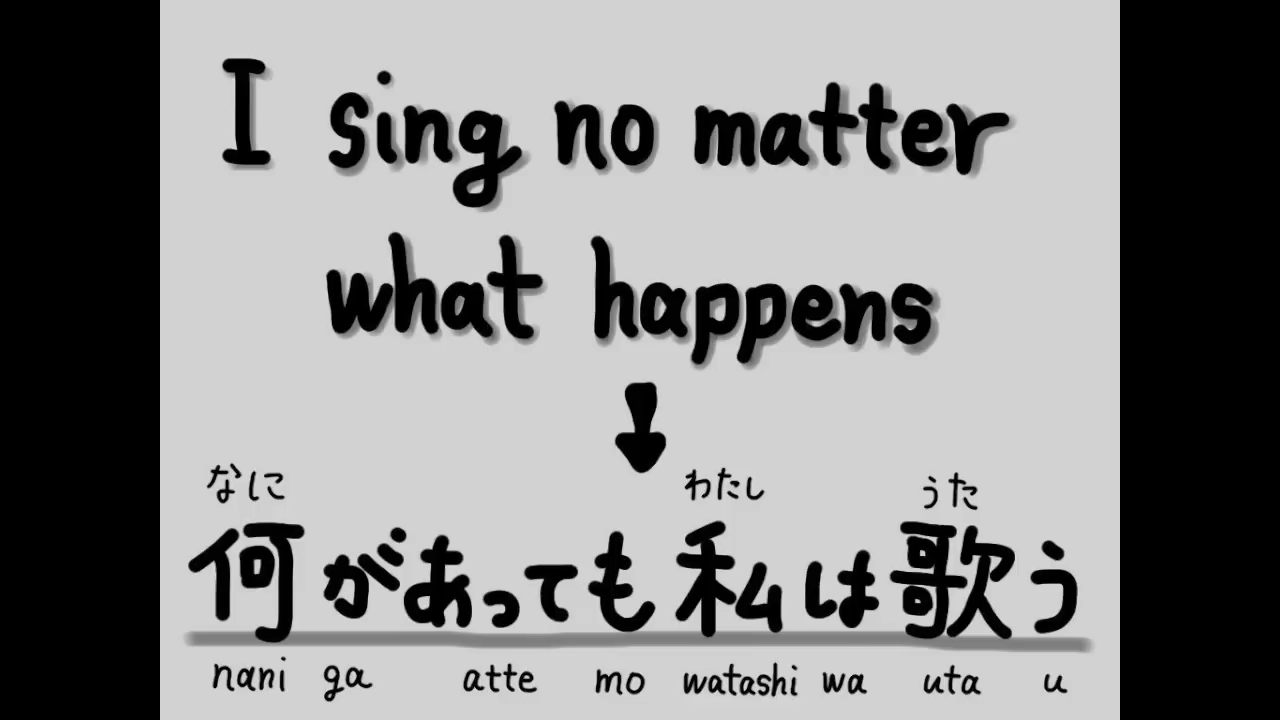 I sing no matter
what happens
なに わたし うた
何があっても私は歌う
nani ga atte mo watashi wa uta u